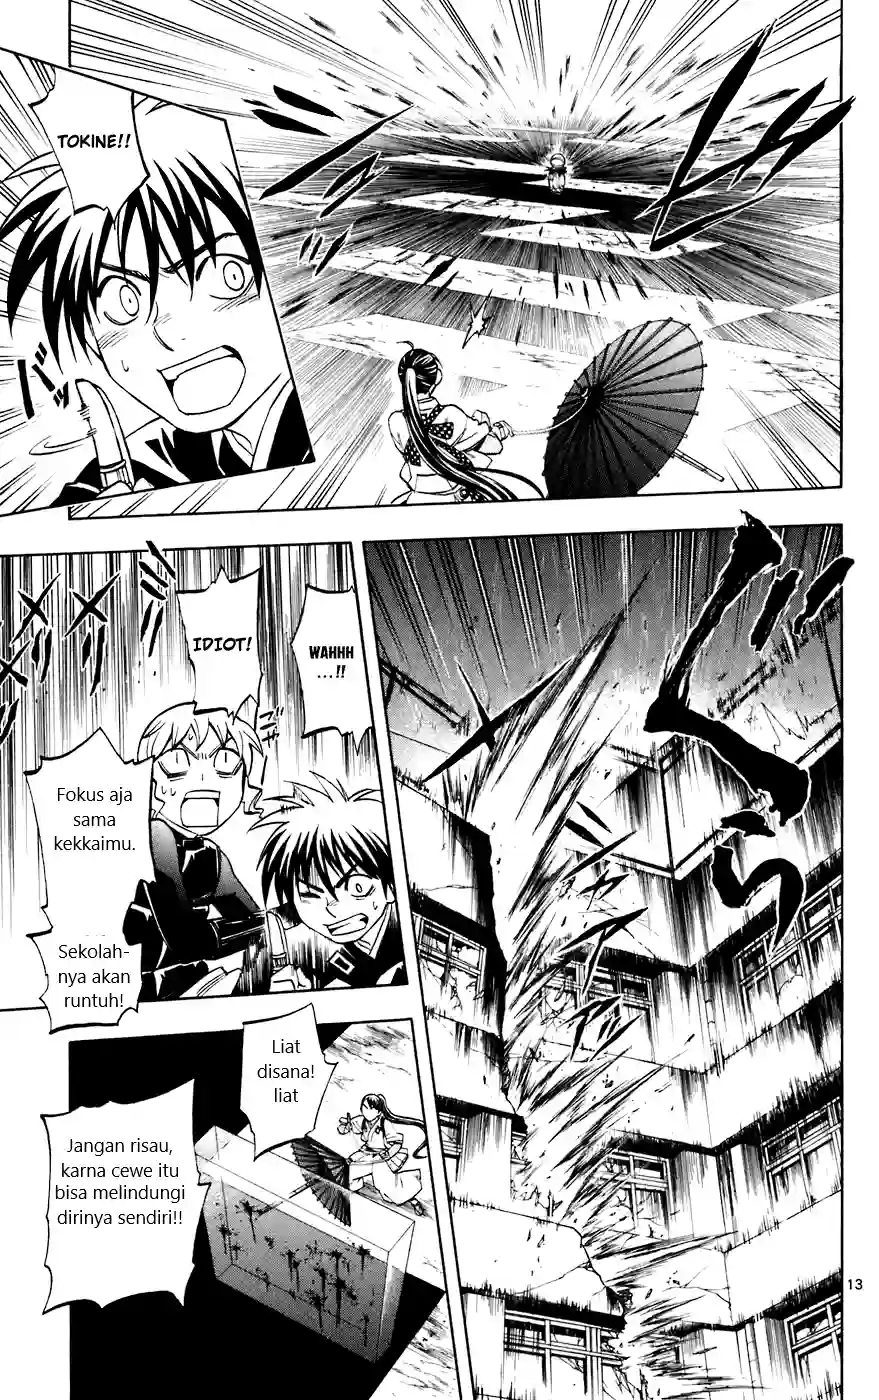 TOKINE!!
WAHHH
...!!
IDIOT!
Fokus aja
sama
kekkaimu.
Sekolah-
nya akan
runtuh!
Liat
disana!
liat
Jangan risau,
karna cewe itu
bisa melindungi
dirinya sendiri!!
13